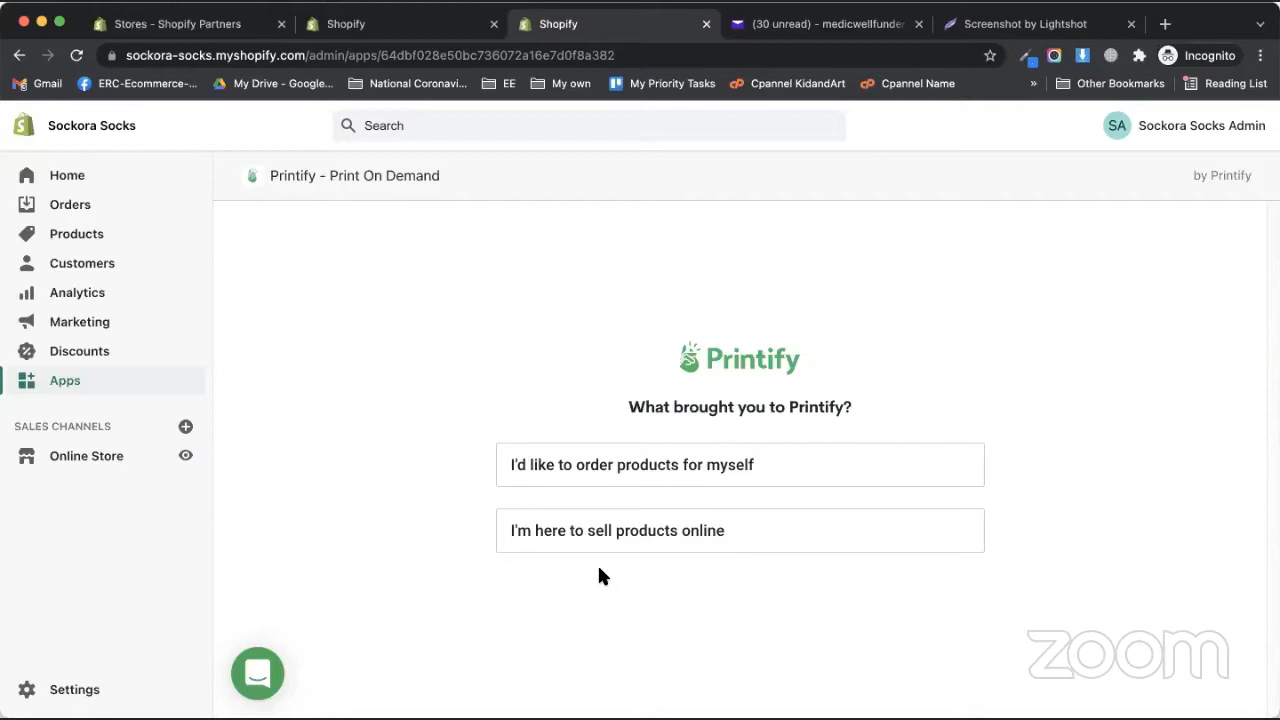 Stores - Shopify Partners
Shopify
Shopify
(30 unread) - medicwellfunder
Screenshot by Lightshot
sockora-socks.myshopify.com/admin/apps/64dbf028e50bc736072a16e7d0f8a382
Incognito
Gmail
ERC-Ecommerce-...
My Drive - Google...
National Coronavi...
EE
My own
My Priority Tasks
Cpannel KidandArt
Cpannel Name
»
Other Bookmarks
Reading List
Sockora Socks
Search
SA
Sockora Socks Admin
Home
Orders
Products
Customers
Analytics
Marketing
Discounts
Apps
SALES CHANNELS
Online Store
Settings
Printify - Print On Demand
by Printify
Printify
What brought you to Printify?
I'd like to order products for myself
I'm here to sell products online
zoom